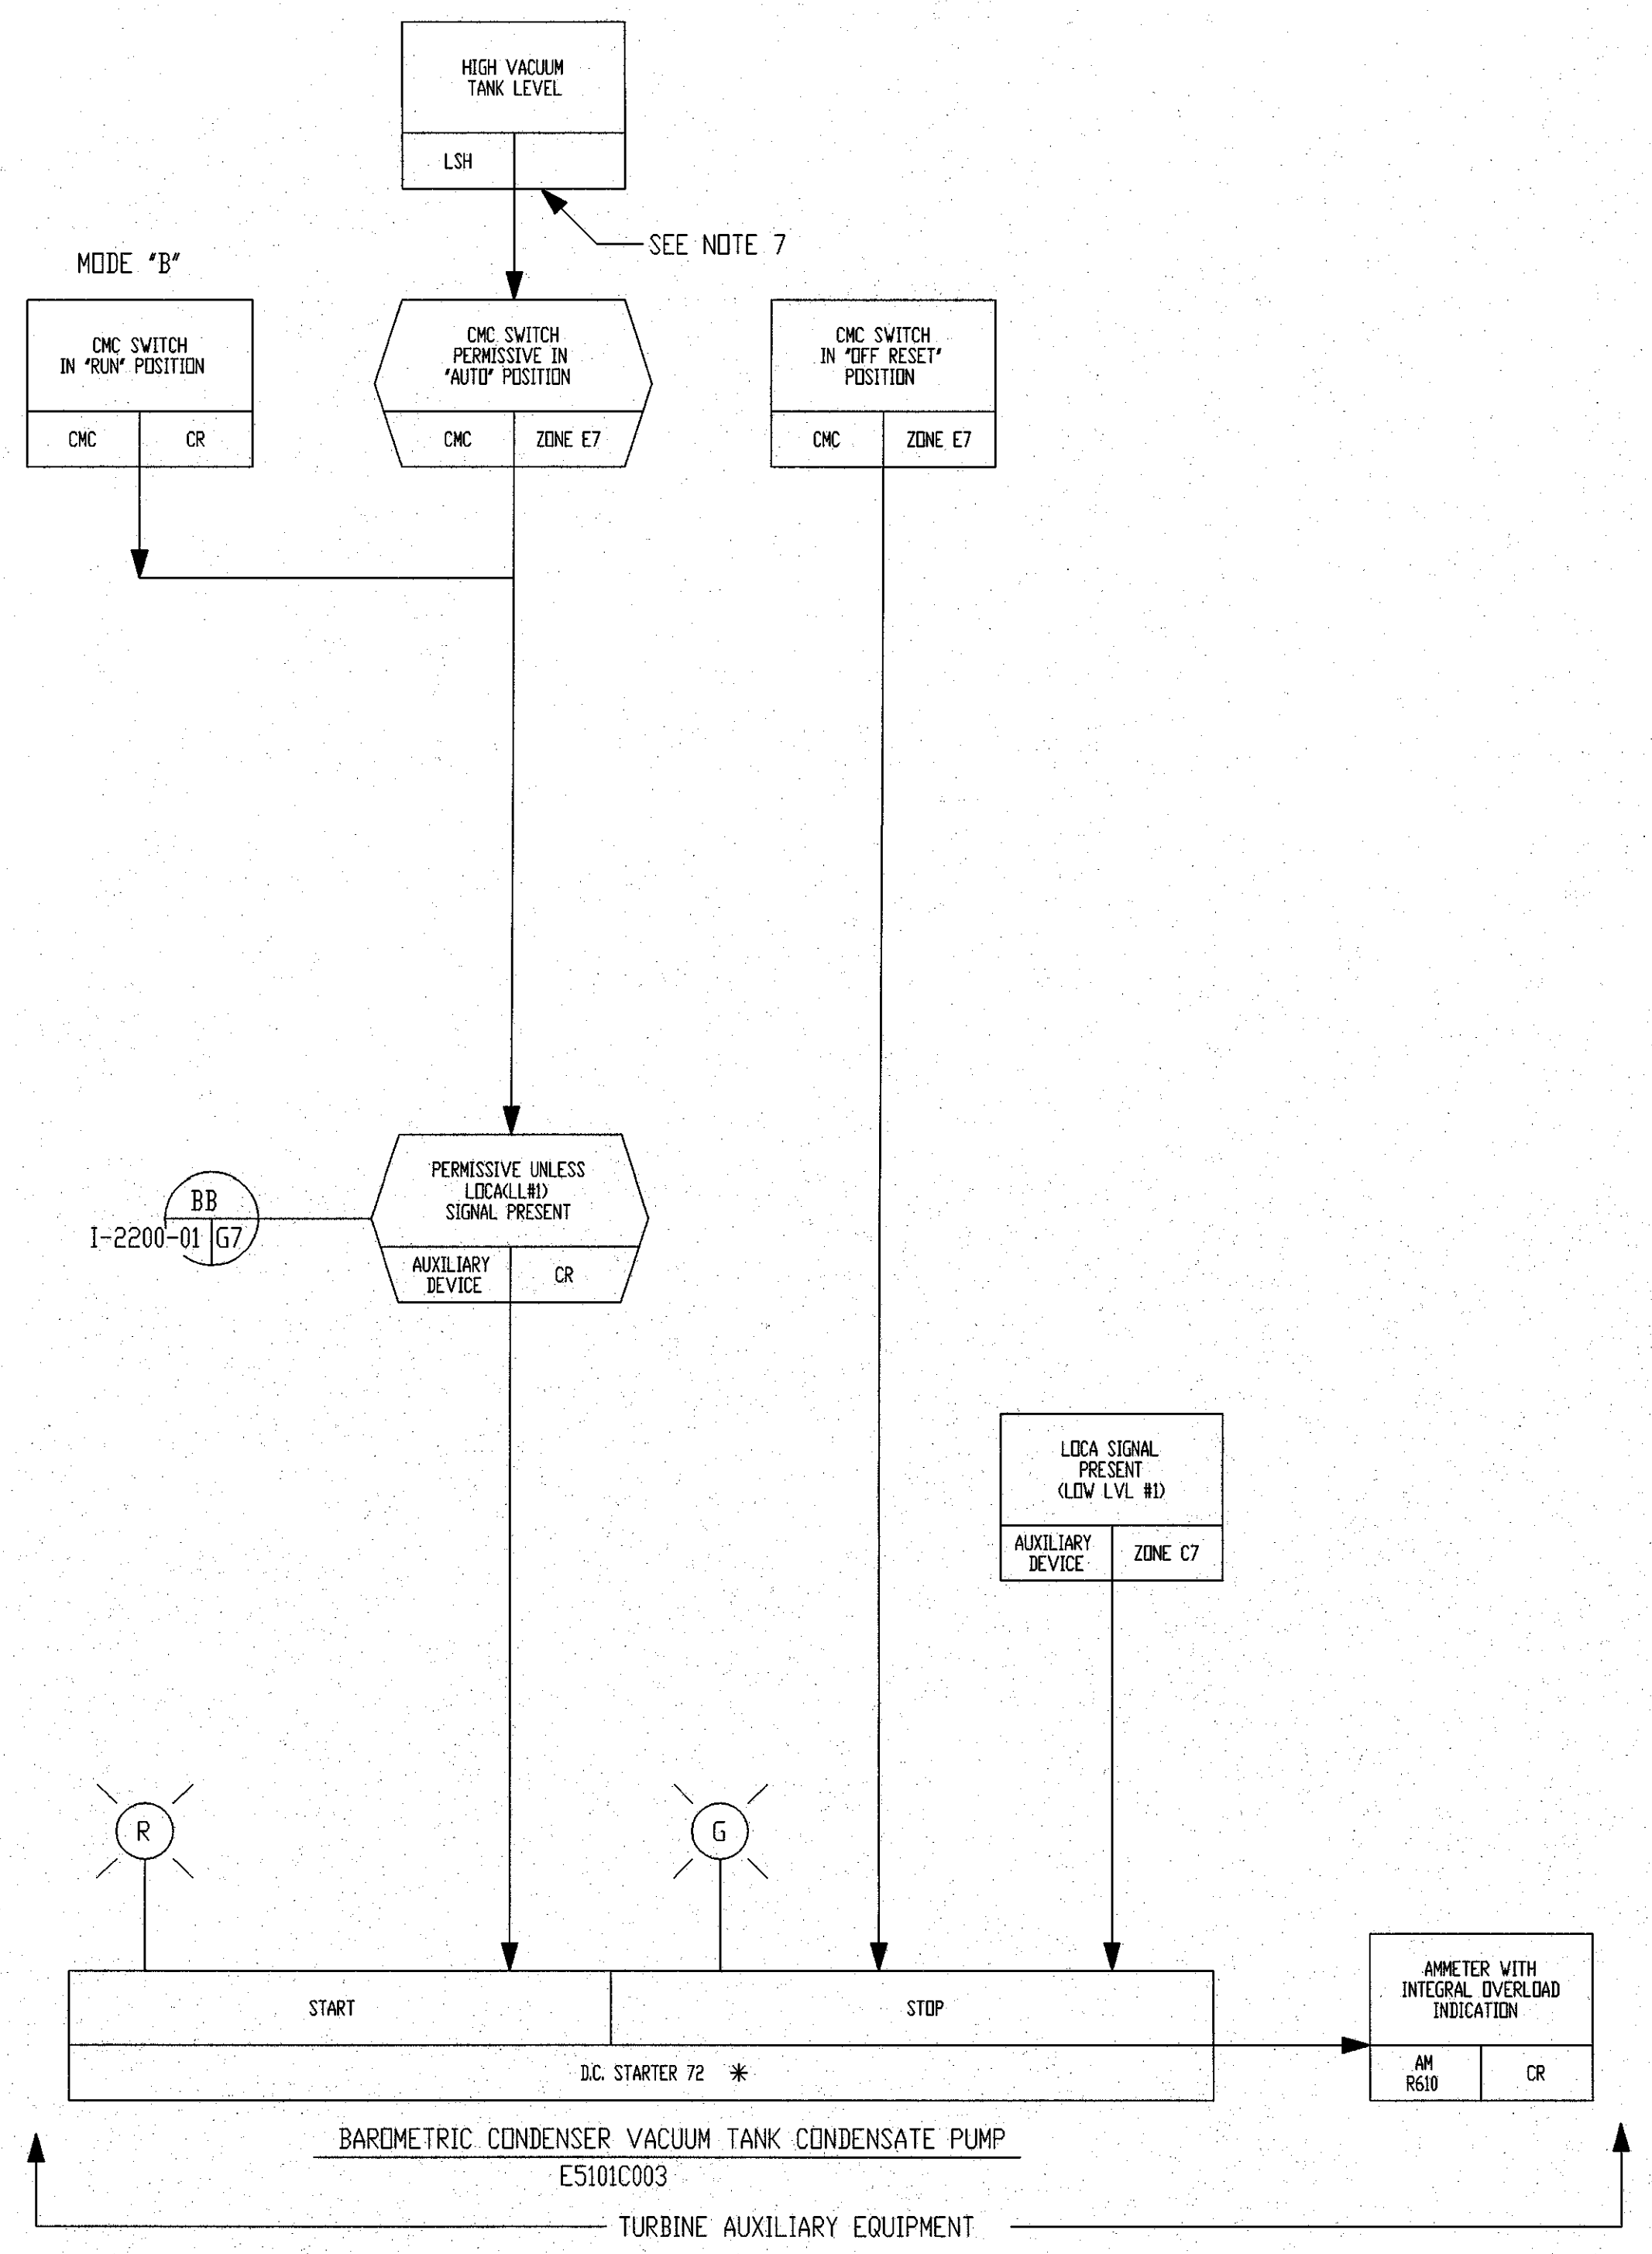 HIGH VACUUM
TANK LEVEL
LSH
SEE NOTE 7
MODE "B"
CMC SWITCH
IN "RUN" POSITION
CMC
CR
CMC SWITCH
PERMISSIVE IN
"AUTO" POSITION
CMC
ZONE E7
CMC SWITCH
IN "OFF RESET"
POSITION
CMC
ZONE E7
BB
I-2200-01
G7
PERMISSIVE UNLESS
LOCA(LL#1)
SIGNAL PRESENT
AUXILIARY
DEVICE
CR
LOCA SIGNAL
PRESENT
(LOW LVL #1)
AUXILIARY
DEVICE
ZONE C7
R
G
START
STOP
D.C. STARTER 72 *
AMMETER WITH
INTEGRAL OVERLOAD
INDICATION
AM
R610
CR
BAROMETRIC CONDENSER VACUUM TANK CONDENSATE PUMP
E5101C003
TURBINE AUXILIARY EQUIPMENT